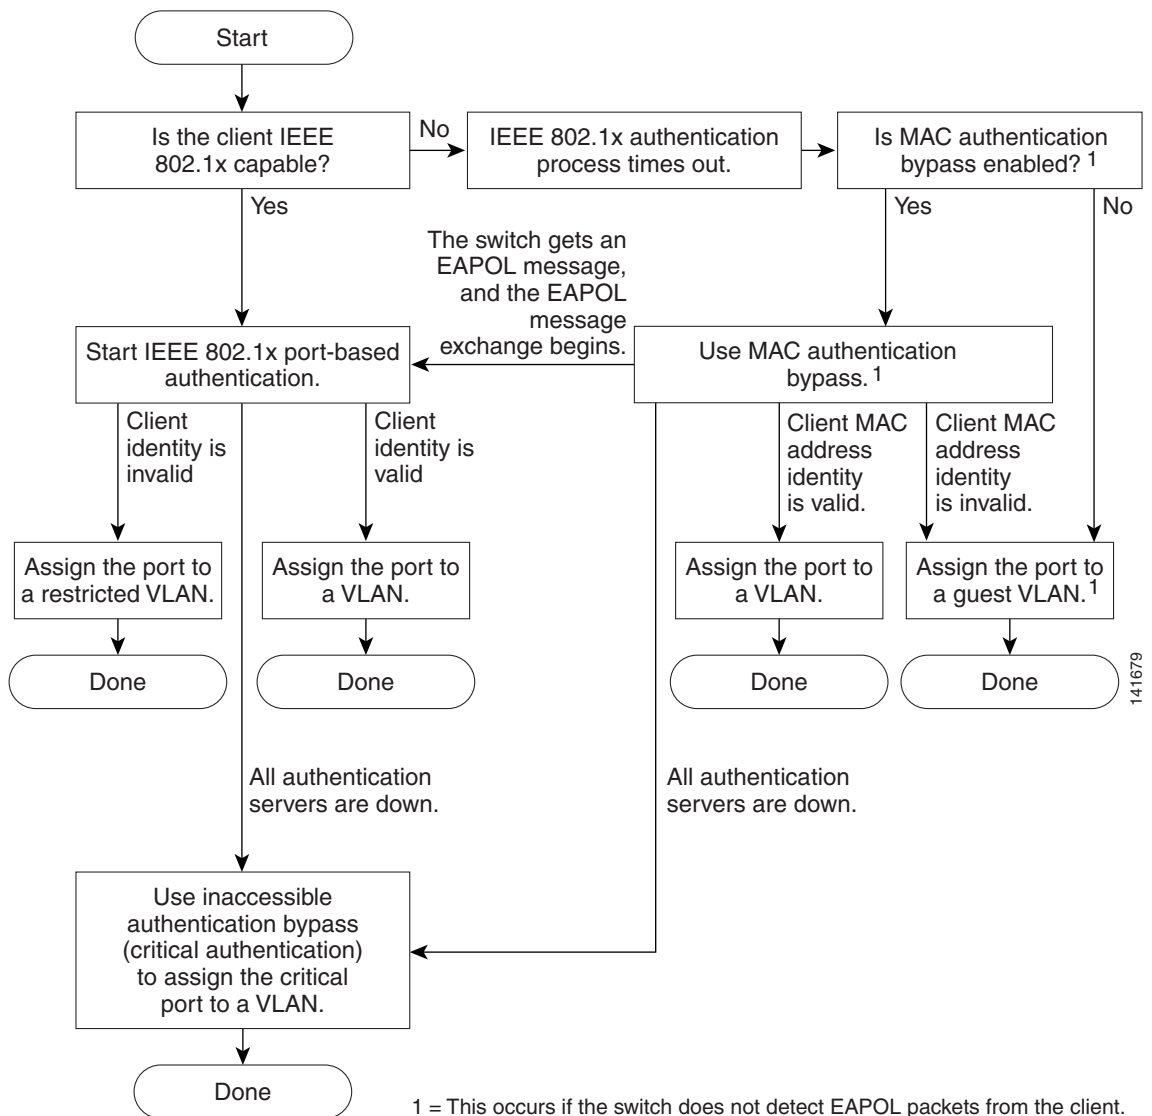 Start
Is the client IEEE
802.1x capable?
No
IEEE 802.1x authentication
process times out.
Is MAC authentication
bypass enabled? 1
Yes
Yes
No
The switch gets an
EAPOL message,
and the EAPOL
message
exchange begins.
Start IEEE 802.1x port-based
authentication.
Use MAC authentication
bypass. 1
Client
identity is
invalid
Client
identity is
valid
Client MAC
address
identity
is valid.
Client MAC
address
identity
is invalid.
Assign the port to
a restricted VLAN.
Assign the port to
a VLAN.
Assign the port to
a VLAN.
Assign the port to
a guest VLAN. 1
Done
Done
Done
Done
141679
All authentication
servers are down.
All authentication
servers are down.
Use inaccessible
authentication bypass
(critical authentication)
to assign the critical
port to a VLAN.
Done
1 = This occurs if the switch does not detect EAPOL packets from the client.